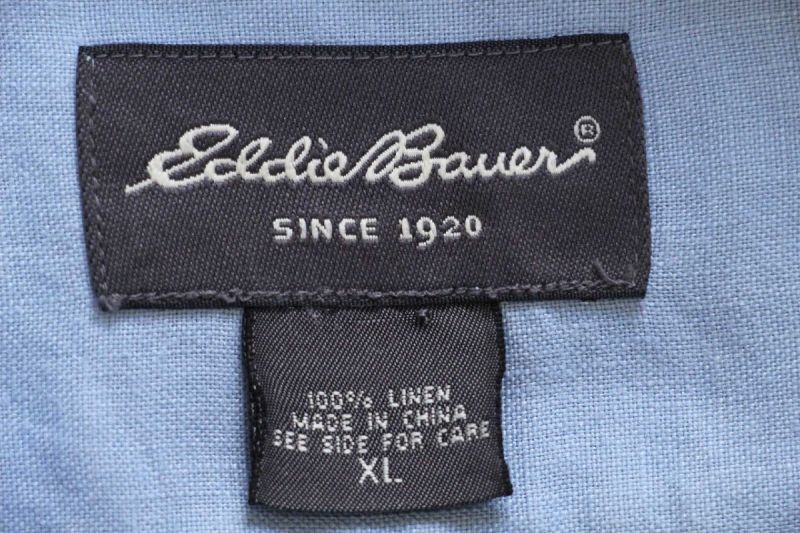 Eddie Bauer®
SINCE 1920
100% LINEN
MADE IN CHINA
SEE SIDE FOR CARE
XL